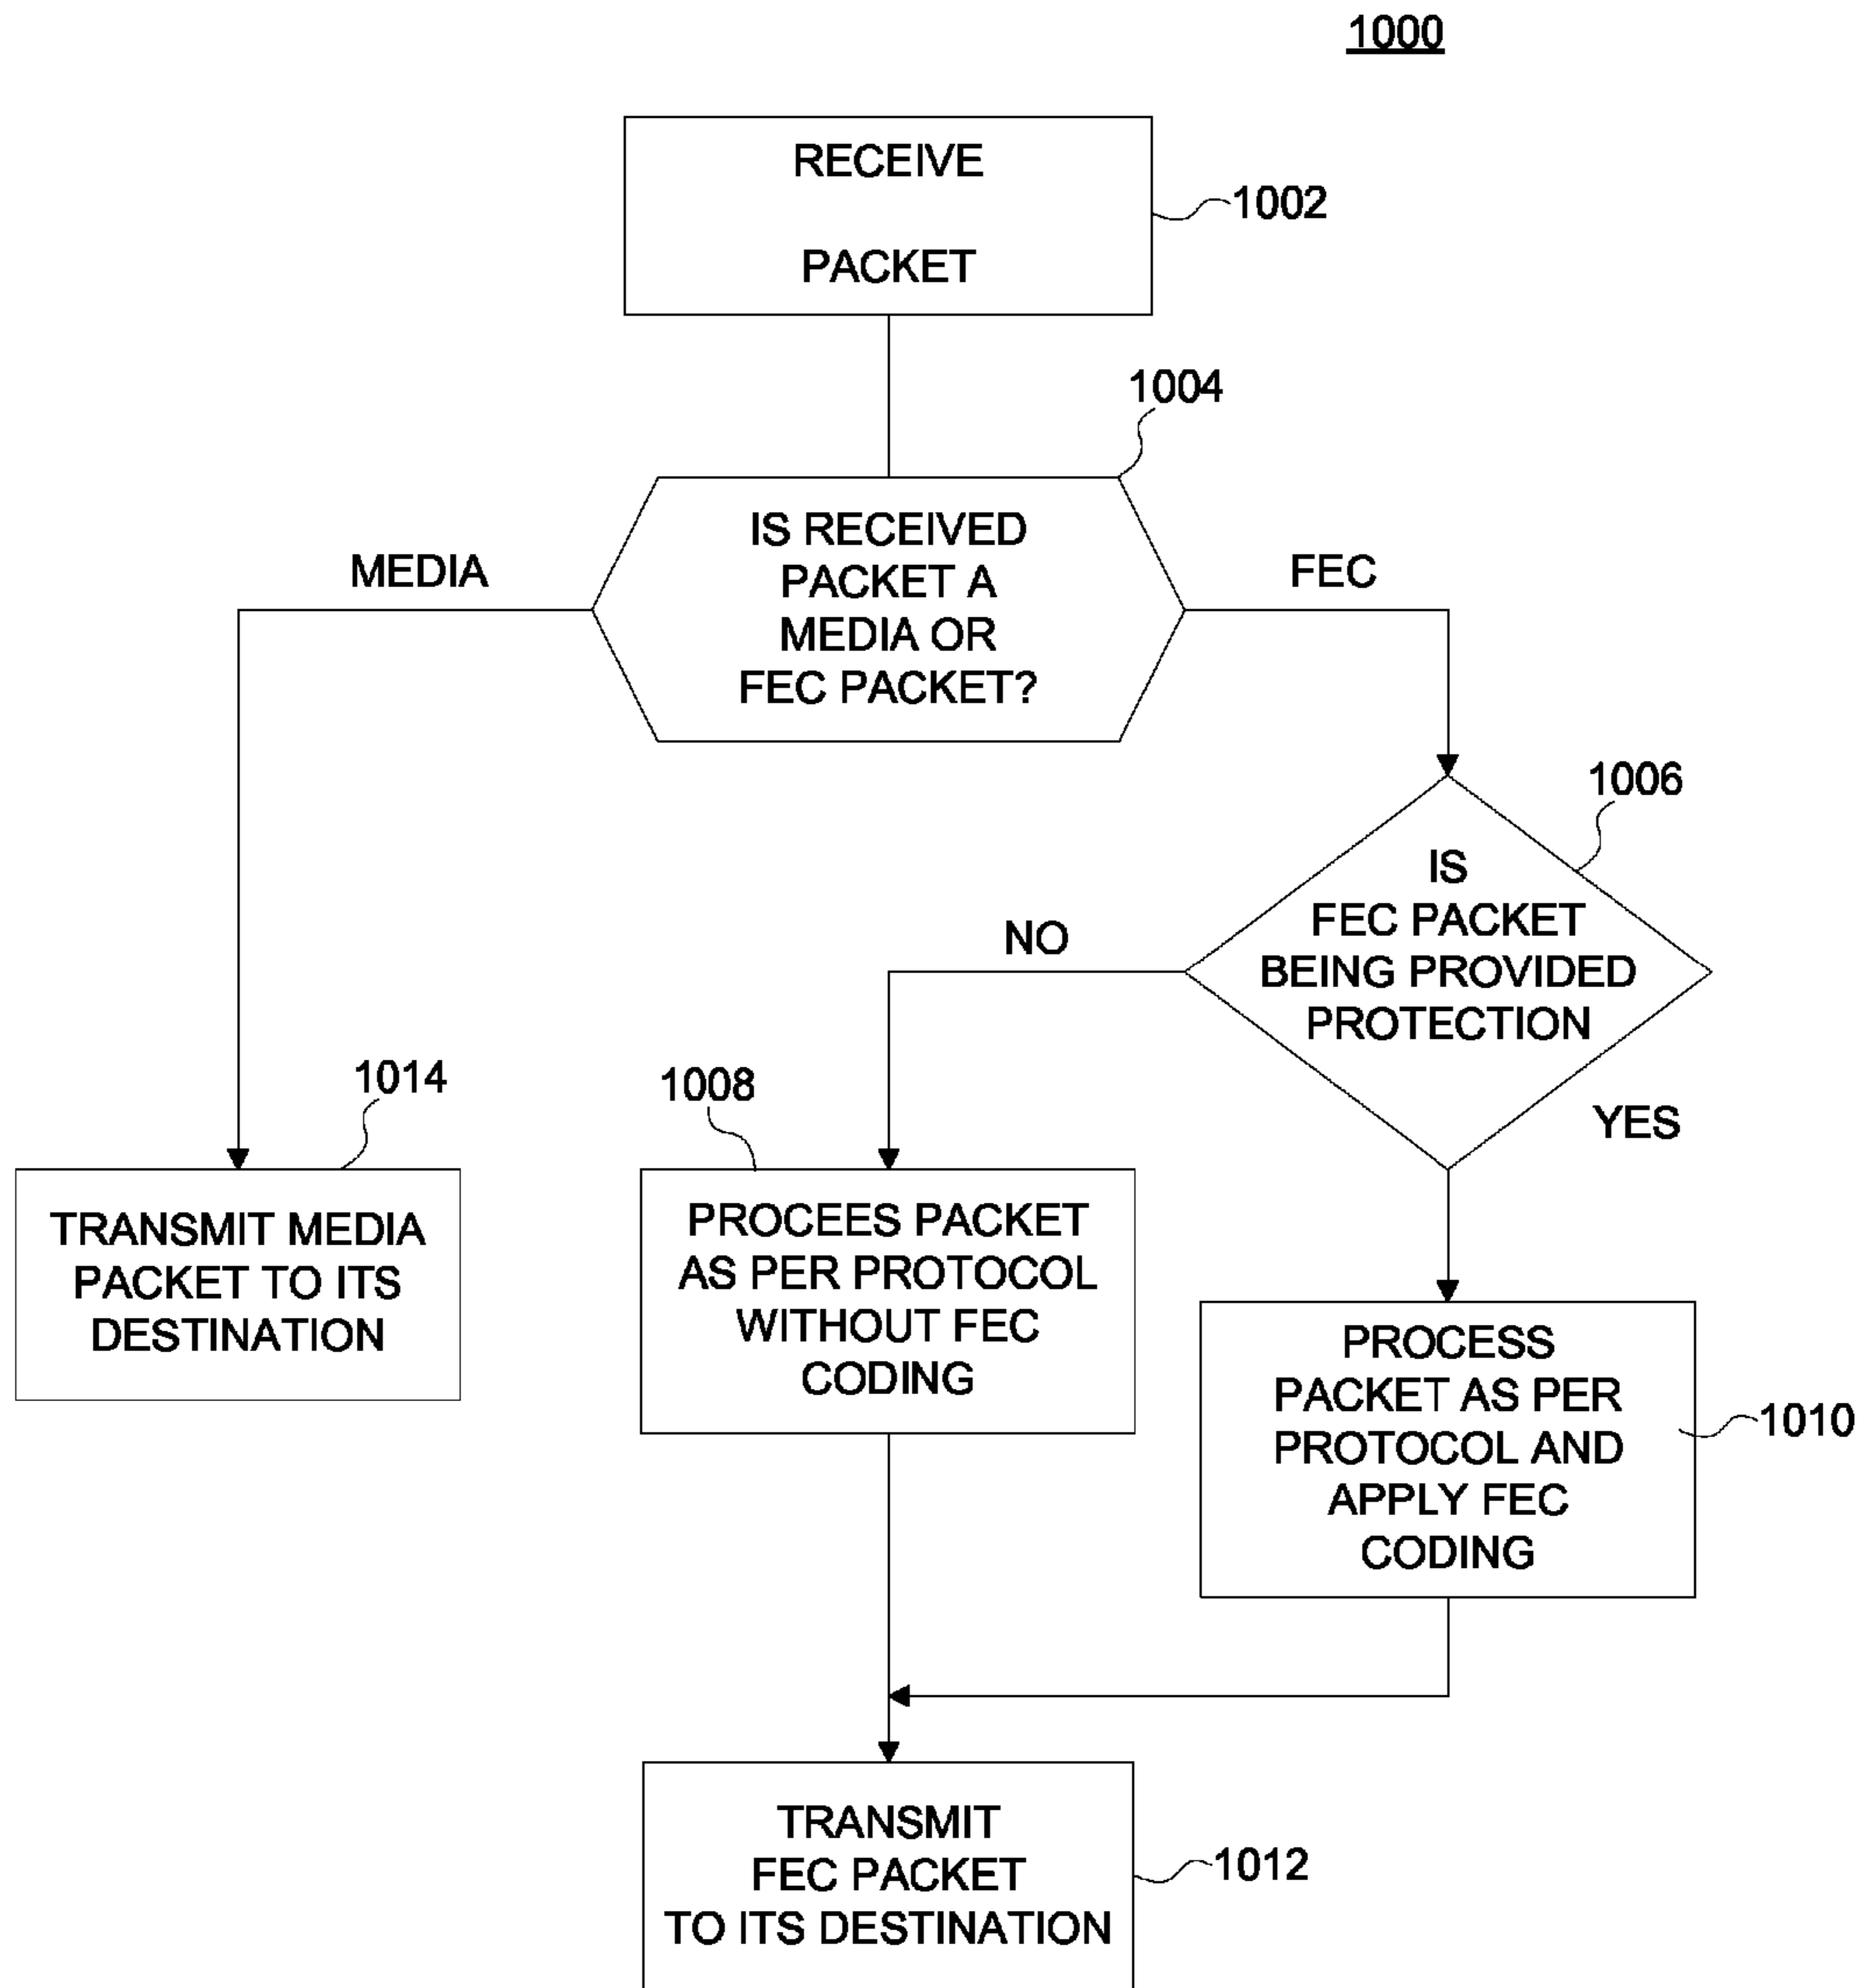 1000
RECEIVE
PACKET
1002
1004
IS RECEIVED
PACKET A
MEDIA OR
FEC PACKET?
MEDIA
FEC
1006
IS
FEC PACKET
BEING PROVIDED
PROTECTION
NO
YES
1014
TRANSMIT MEDIA
PACKET TO ITS
DESTINATION
1008
PROCEES PACKET
AS PER PROTOCOL
WITHOUT FEC
CODING
PROCESS
PACKET AS PER
PROTOCOL AND
APPLY FEC
CODING
1010
TRANSMIT
FEC PACKET
TO ITS DESTINATION
1012